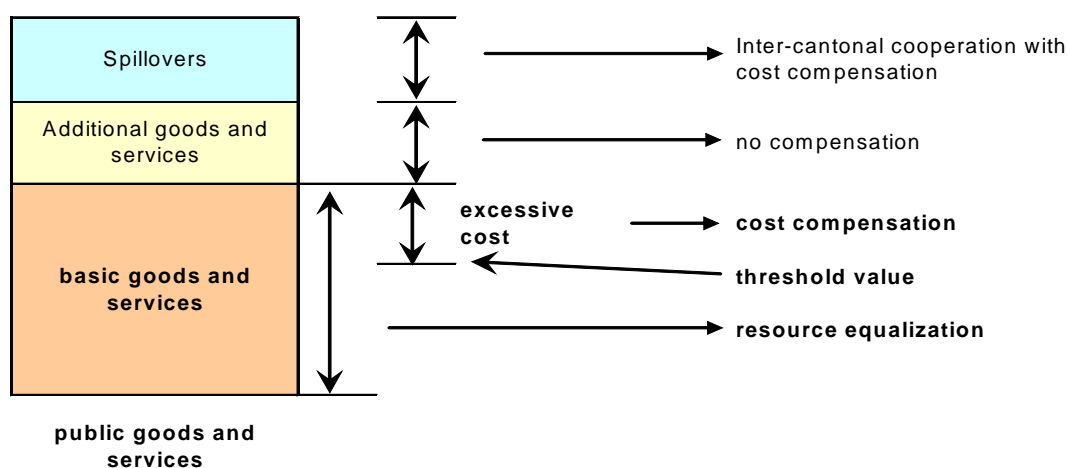 Spillovers
Inter-cantonal cooperation with
cost compensation
Additional goods and
services
no compensation
excessive
cost
cost compensation
basic goods and
services
threshold value
resource equalization
public goods and
services